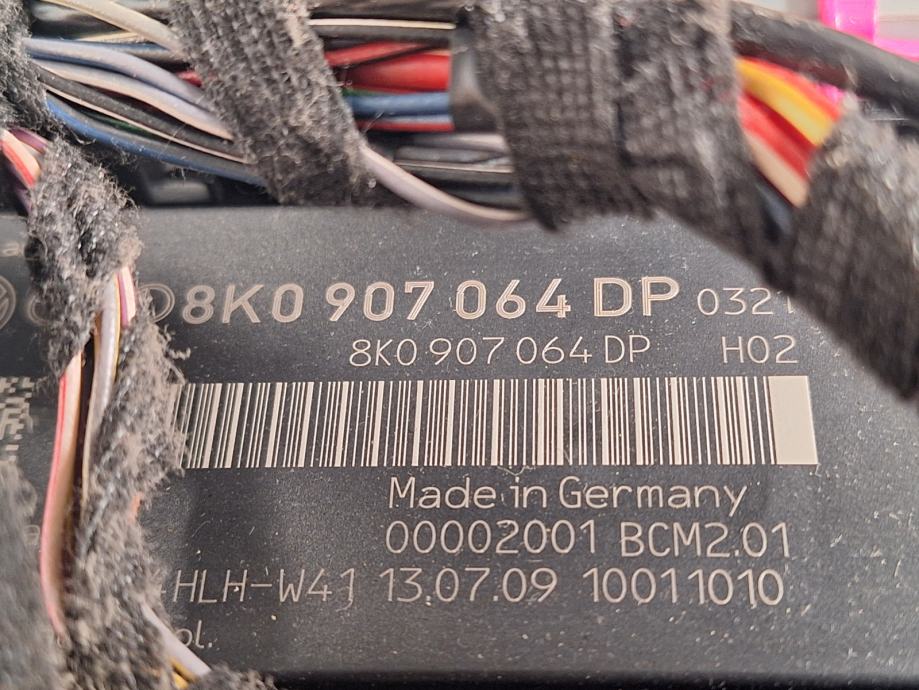 8K0 907 064 DP 0321
8K0 907 064 DP H02
Made in Germany
00002001 BCM2.01
HLH-W41 13.07.09 10011010
ol.